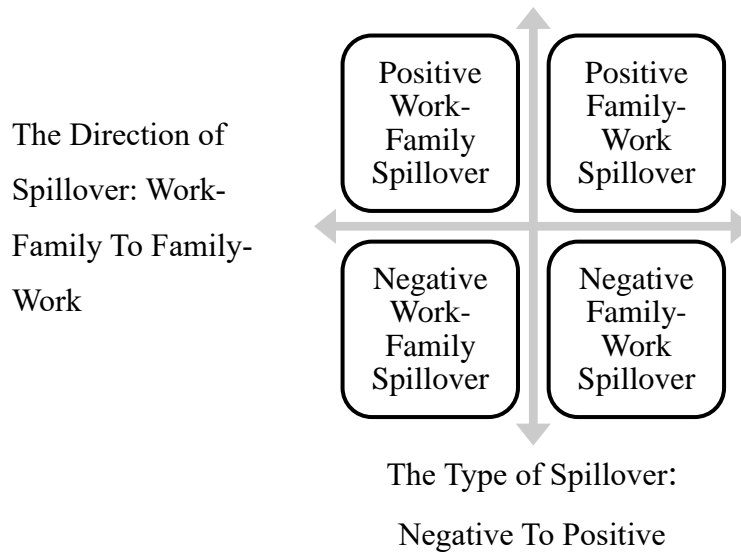 Positive
Work-
Family
Spillover
Positive
Family-
Work
Spillover
The Direction of
Spillover: Work-
Family To Family-
Work
Negative
Work-
Family
Spillover
Negative
Family-
Work
Spillover
The Type of Spillover:
Negative To Positive